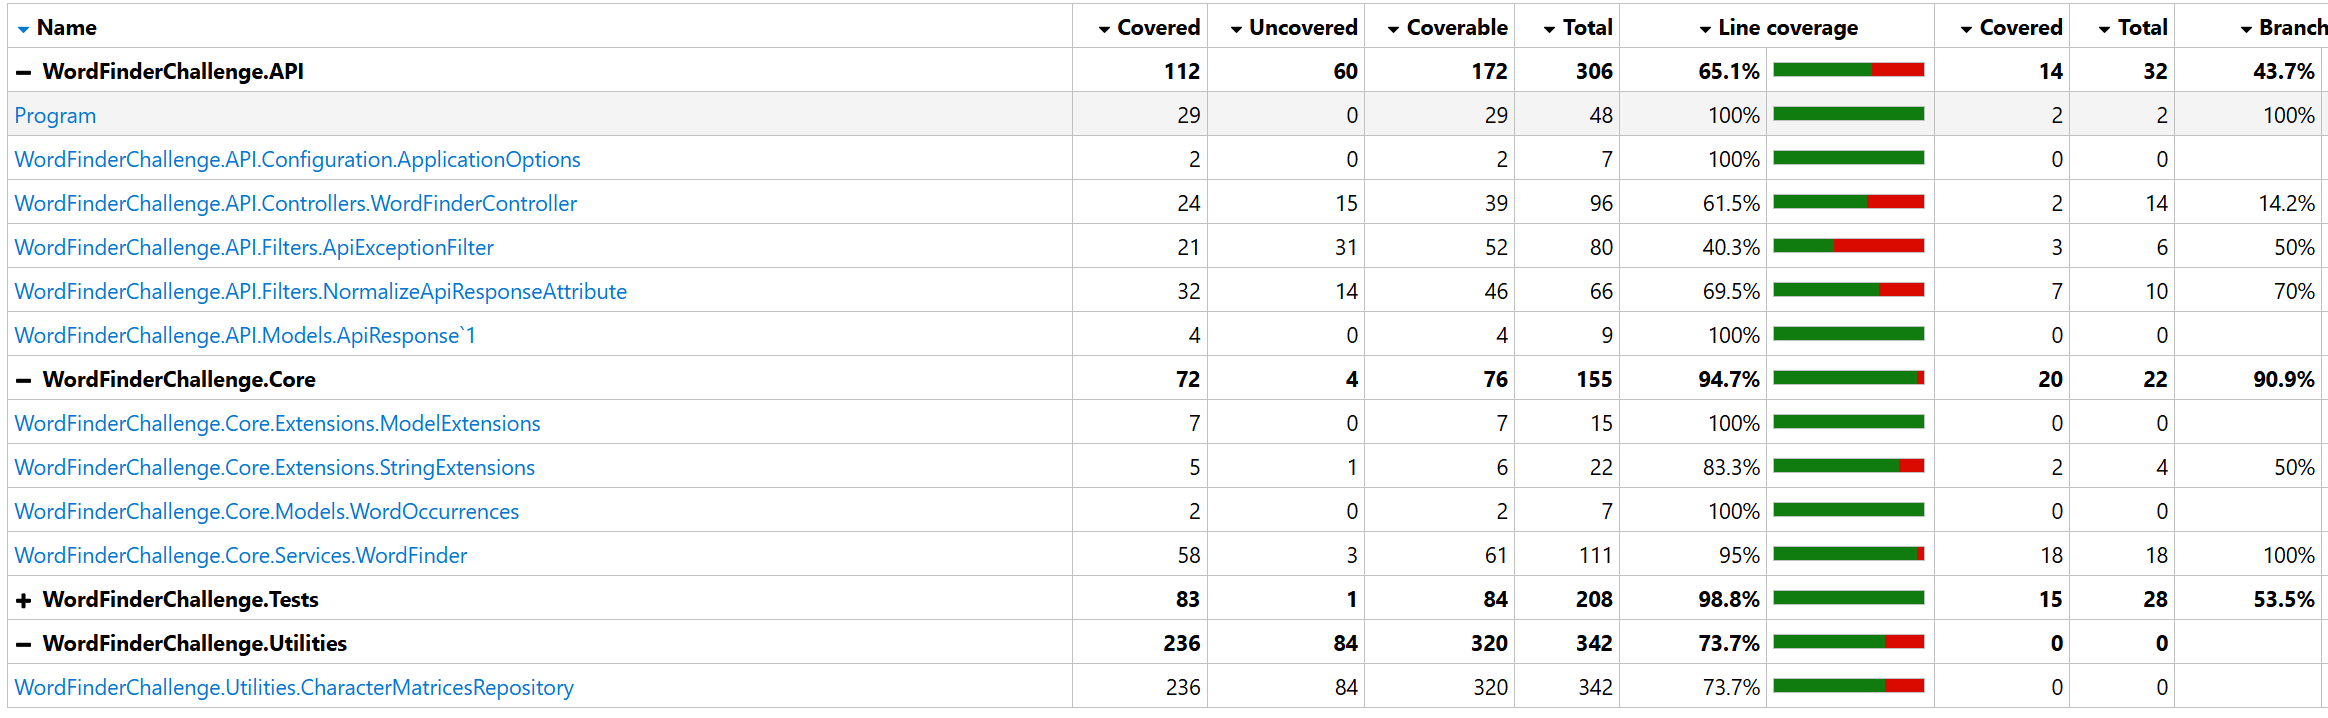 Name Covered Uncovered Coverable Total Line coverage Covered Total Branch
WordFinderChallenge.API 112 60 172 306 65.1% 14 32 43.7%
Program 29 0 29 48 100% 2 2 100%
WordFinderChallenge.API.Configuration.ApplicationOptions 2 0 2 7 100% 0 0
WordFinderChallenge.API.Controllers.WordFinderController 24 15 39 96 61.5% 2 14 14.2%
WordFinderChallenge.API.Filters.ApiExceptionFilter 21 31 52 80 40.3% 3 6 50%
WordFinderChallenge.API.Filters.NormalizeApiResponseAttribute 32 14 46 66 69.5% 7 10 70%
WordFinderChallenge.API.Models.ApiResponse`1 4 0 4 9 100% 0 0
WordFinderChallenge.Core 72 4 76 155 94.7% 20 22 90.9%
WordFinderChallenge.Core.Extensions.ModelExtensions 7 0 7 15 100% 0 0
WordFinderChallenge.Core.Extensions.StringExtensions 5 1 6 22 83.3% 2 4 50%
WordFinderChallenge.Core.Models.WordOccurrences 2 0 2 7 100% 0 0
WordFinderChallenge.Core.Services.WordFinder 58 3 61 111 95% 18 18 100%
WordFinderChallenge.Tests 83 1 84 208 98.8% 15 28 53.5%
WordFinderChallenge.Utilities 236 84 320 342 73.7% 0 0
WordFinderChallenge.Utilities.CharacterMatricesRepository 236 84 320 342 73.7% 0 0